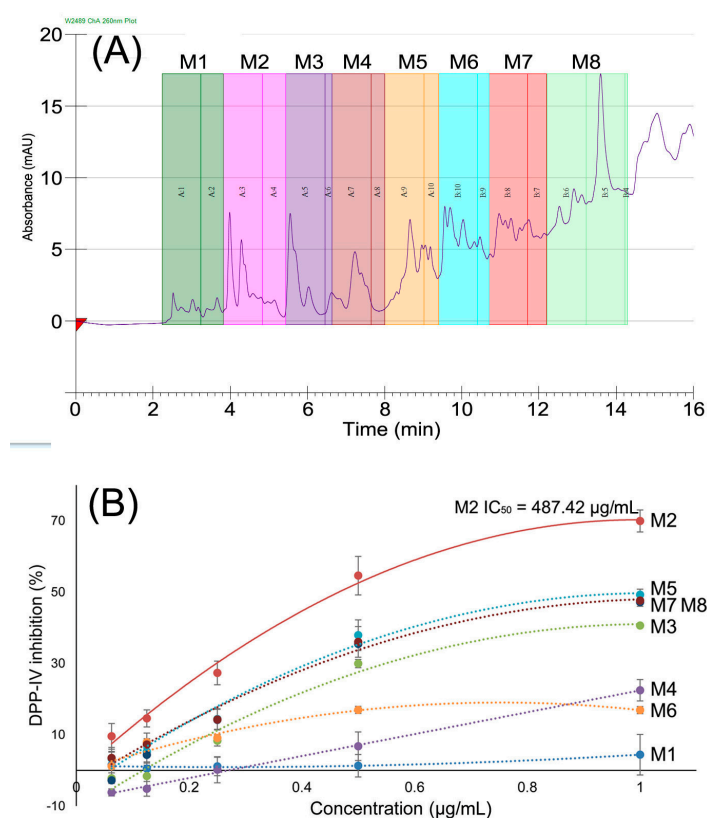 W2489 ChA 260nm Plot
(A)
M1 M2 M3 M4 M5 M6 M7 M8
20
15
10
5
0
Absorbance (mAU)
A:1 A:2 A:3 A:4 A:5 A:6 A:7 A:8 A:9 A:10 B:10 B:9 B:8 B:7 B:6 B:5 B:4
0 2 4 6 8 10 12 14 16
Time (min)
(B)
M2 IC₅₀ = 487.42 µg/mL
70
50
30
10
-10
DPP-IV inhibition (%)
M2
M5
M7 M8
M3
M4
M6
M1
0 0.2 0.4 0.6 0.8 1
Concentration (µg/mL)